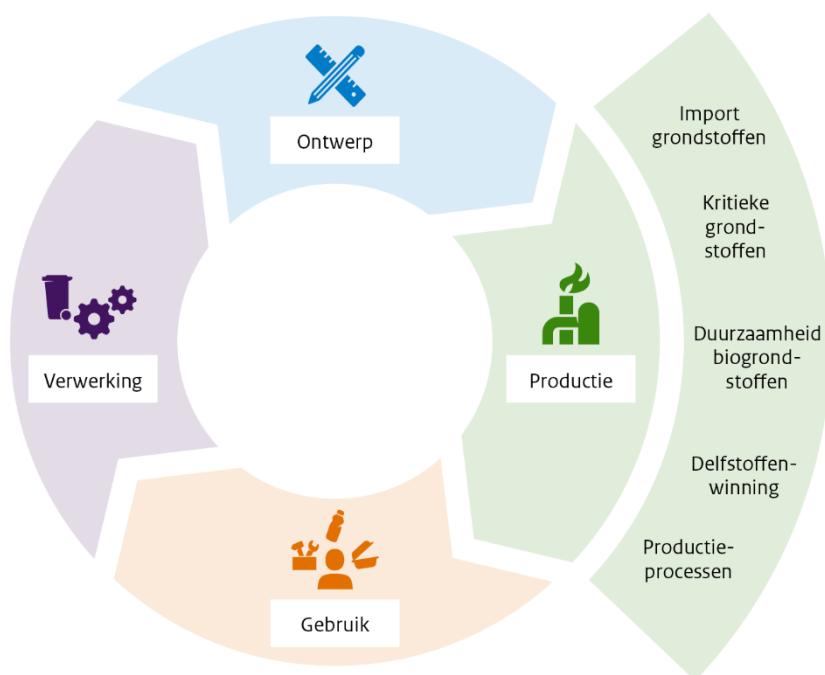 Ontwerp
Productie
Gebruik
Verwerking
Import
grondstoffen
Kritieke
grond-
stoffen
Duurzaamheid
biogrond-
stoffen
Delfstoffen-
winning
Productie-
processen